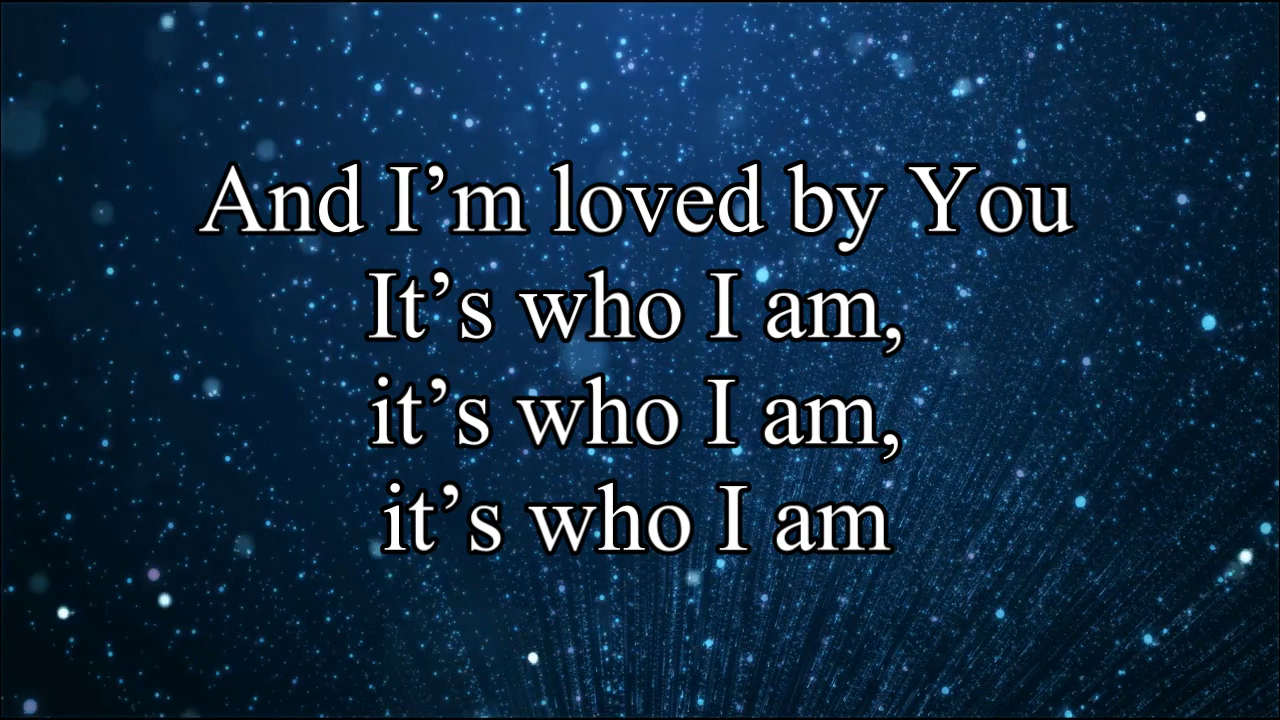 And I’m loved by You
It’s who I am,
it’s who I am,
it’s who I am